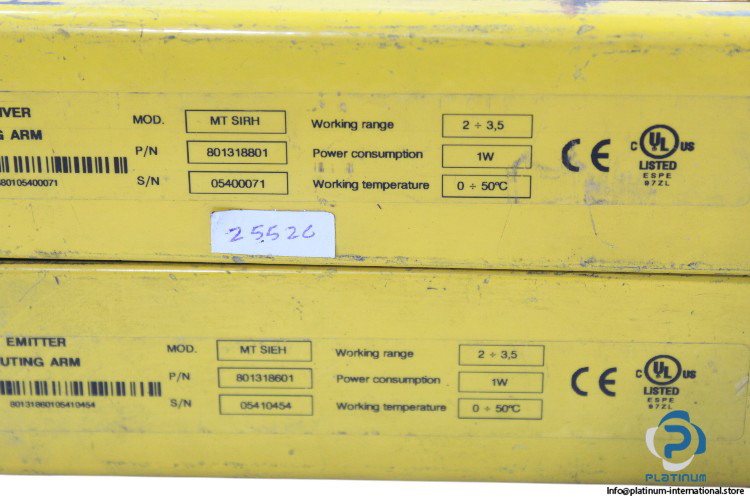 MOD. MT SIRH Working range 2 ÷ 3,5
ARM
P/N 801318801 Power consumption 1W
80105400071
S/N 05400071 Working temperature 0 ÷ 50°C
CE
C UL US
LISTED
ESPE
97ZL
25526
EMITTER
MOD. MT SIEH Working range 2 ÷ 3,5
UTING ARM
P/N 801318601 Power consumption 1W
80131860105410454
S/N 05410454 Working temperature 0 ÷ 50°C
CE
C UL US
LISTED
ESPE
97ZL
PLATINUM
Info@platinum-international.store